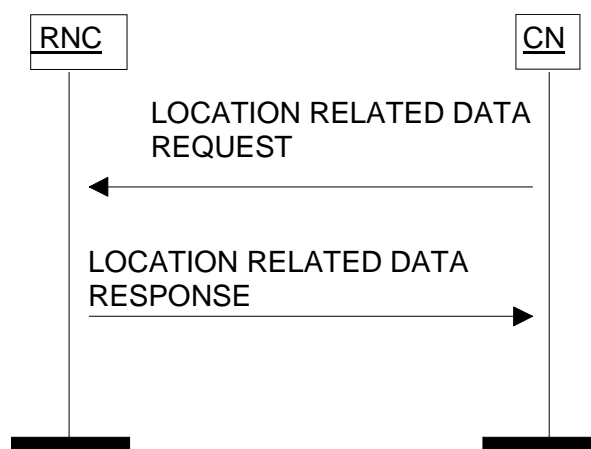 RNC
CN
LOCATION RELATED DATA
REQUEST
LOCATION RELATED DATA
RESPONSE